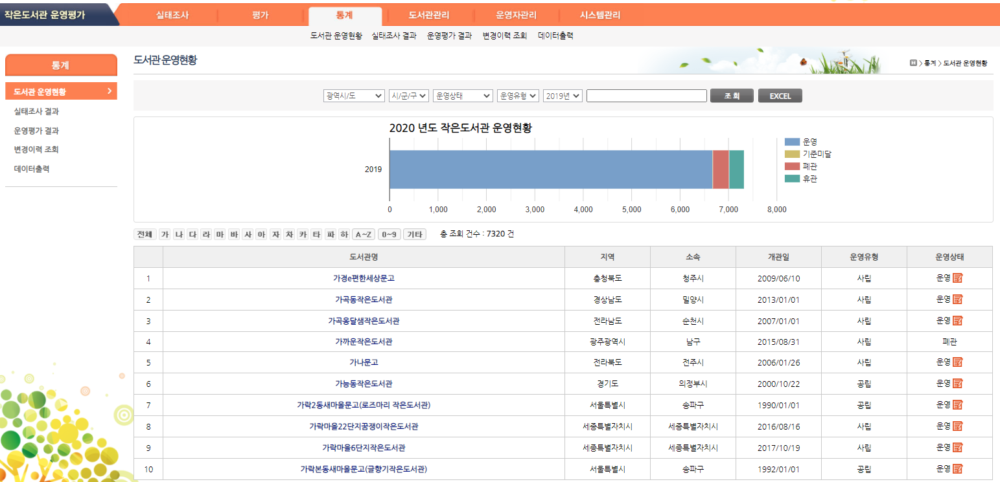 작은도서관 운영평가
실태조사 평가 통계 도서관관리 운영자관리 시스템관리
도서관 운영현황 실태조사 결과 운영평가 결과 변경이력 조회 데이터출력
통계
도서관 운영현황
실태조사 결과
운영평가 결과
변경이력 조회
데이터출력
도서관 운영현황
H > 통계 > 도서관 운영현황
광역시/도 시/군/구 운영상태 운영유형 2019년 조회 EXCEL
2020 년도 작은도서관 운영현황
2019
0 1,000 2,000 3,000 4,000 5,000 6,000 7,000 8,000
운영
기준미달
폐관
휴관
전체 가 나 다 라 마 바 사 아 자 차 카 타 파 하 A~Z 0~9 기타 총 조회 건수 : 7320 건
도서관명 지역 소속 개관일 운영유형 운영상태
1 가경e편한세상문고 충청북도 청주시 2009/06/10 사립 운영
2 가곡동작은도서관 경상남도 밀양시 2013/01/01 사립 운영
3 가곡옹달샘작은도서관 전라남도 순천시 2007/01/01 사립 운영
4 가까운작은도서관 광주광역시 남구 2015/08/31 사립 폐관
5 가나문고 전라북도 전주시 2006/01/26 사립 운영
6 가능동작은도서관 경기도 의정부시 2000/10/22 공립 운영
7 가락2동새마을문고(로즈마리 작은도서관) 서울특별시 송파구 1990/01/01 공립 운영
8 가락마을22단지꿈쟁이작은도서관 세종특별자치시 세종특별자치시 2016/08/16 사립 운영
9 가락마을6단지작은도서관 세종특별자치시 세종특별자치시 2017/10/19 사립 운영
10 가락본동새마을문고(글향기작은도서관) 서울특별시 송파구 1992/01/01 공립 운영